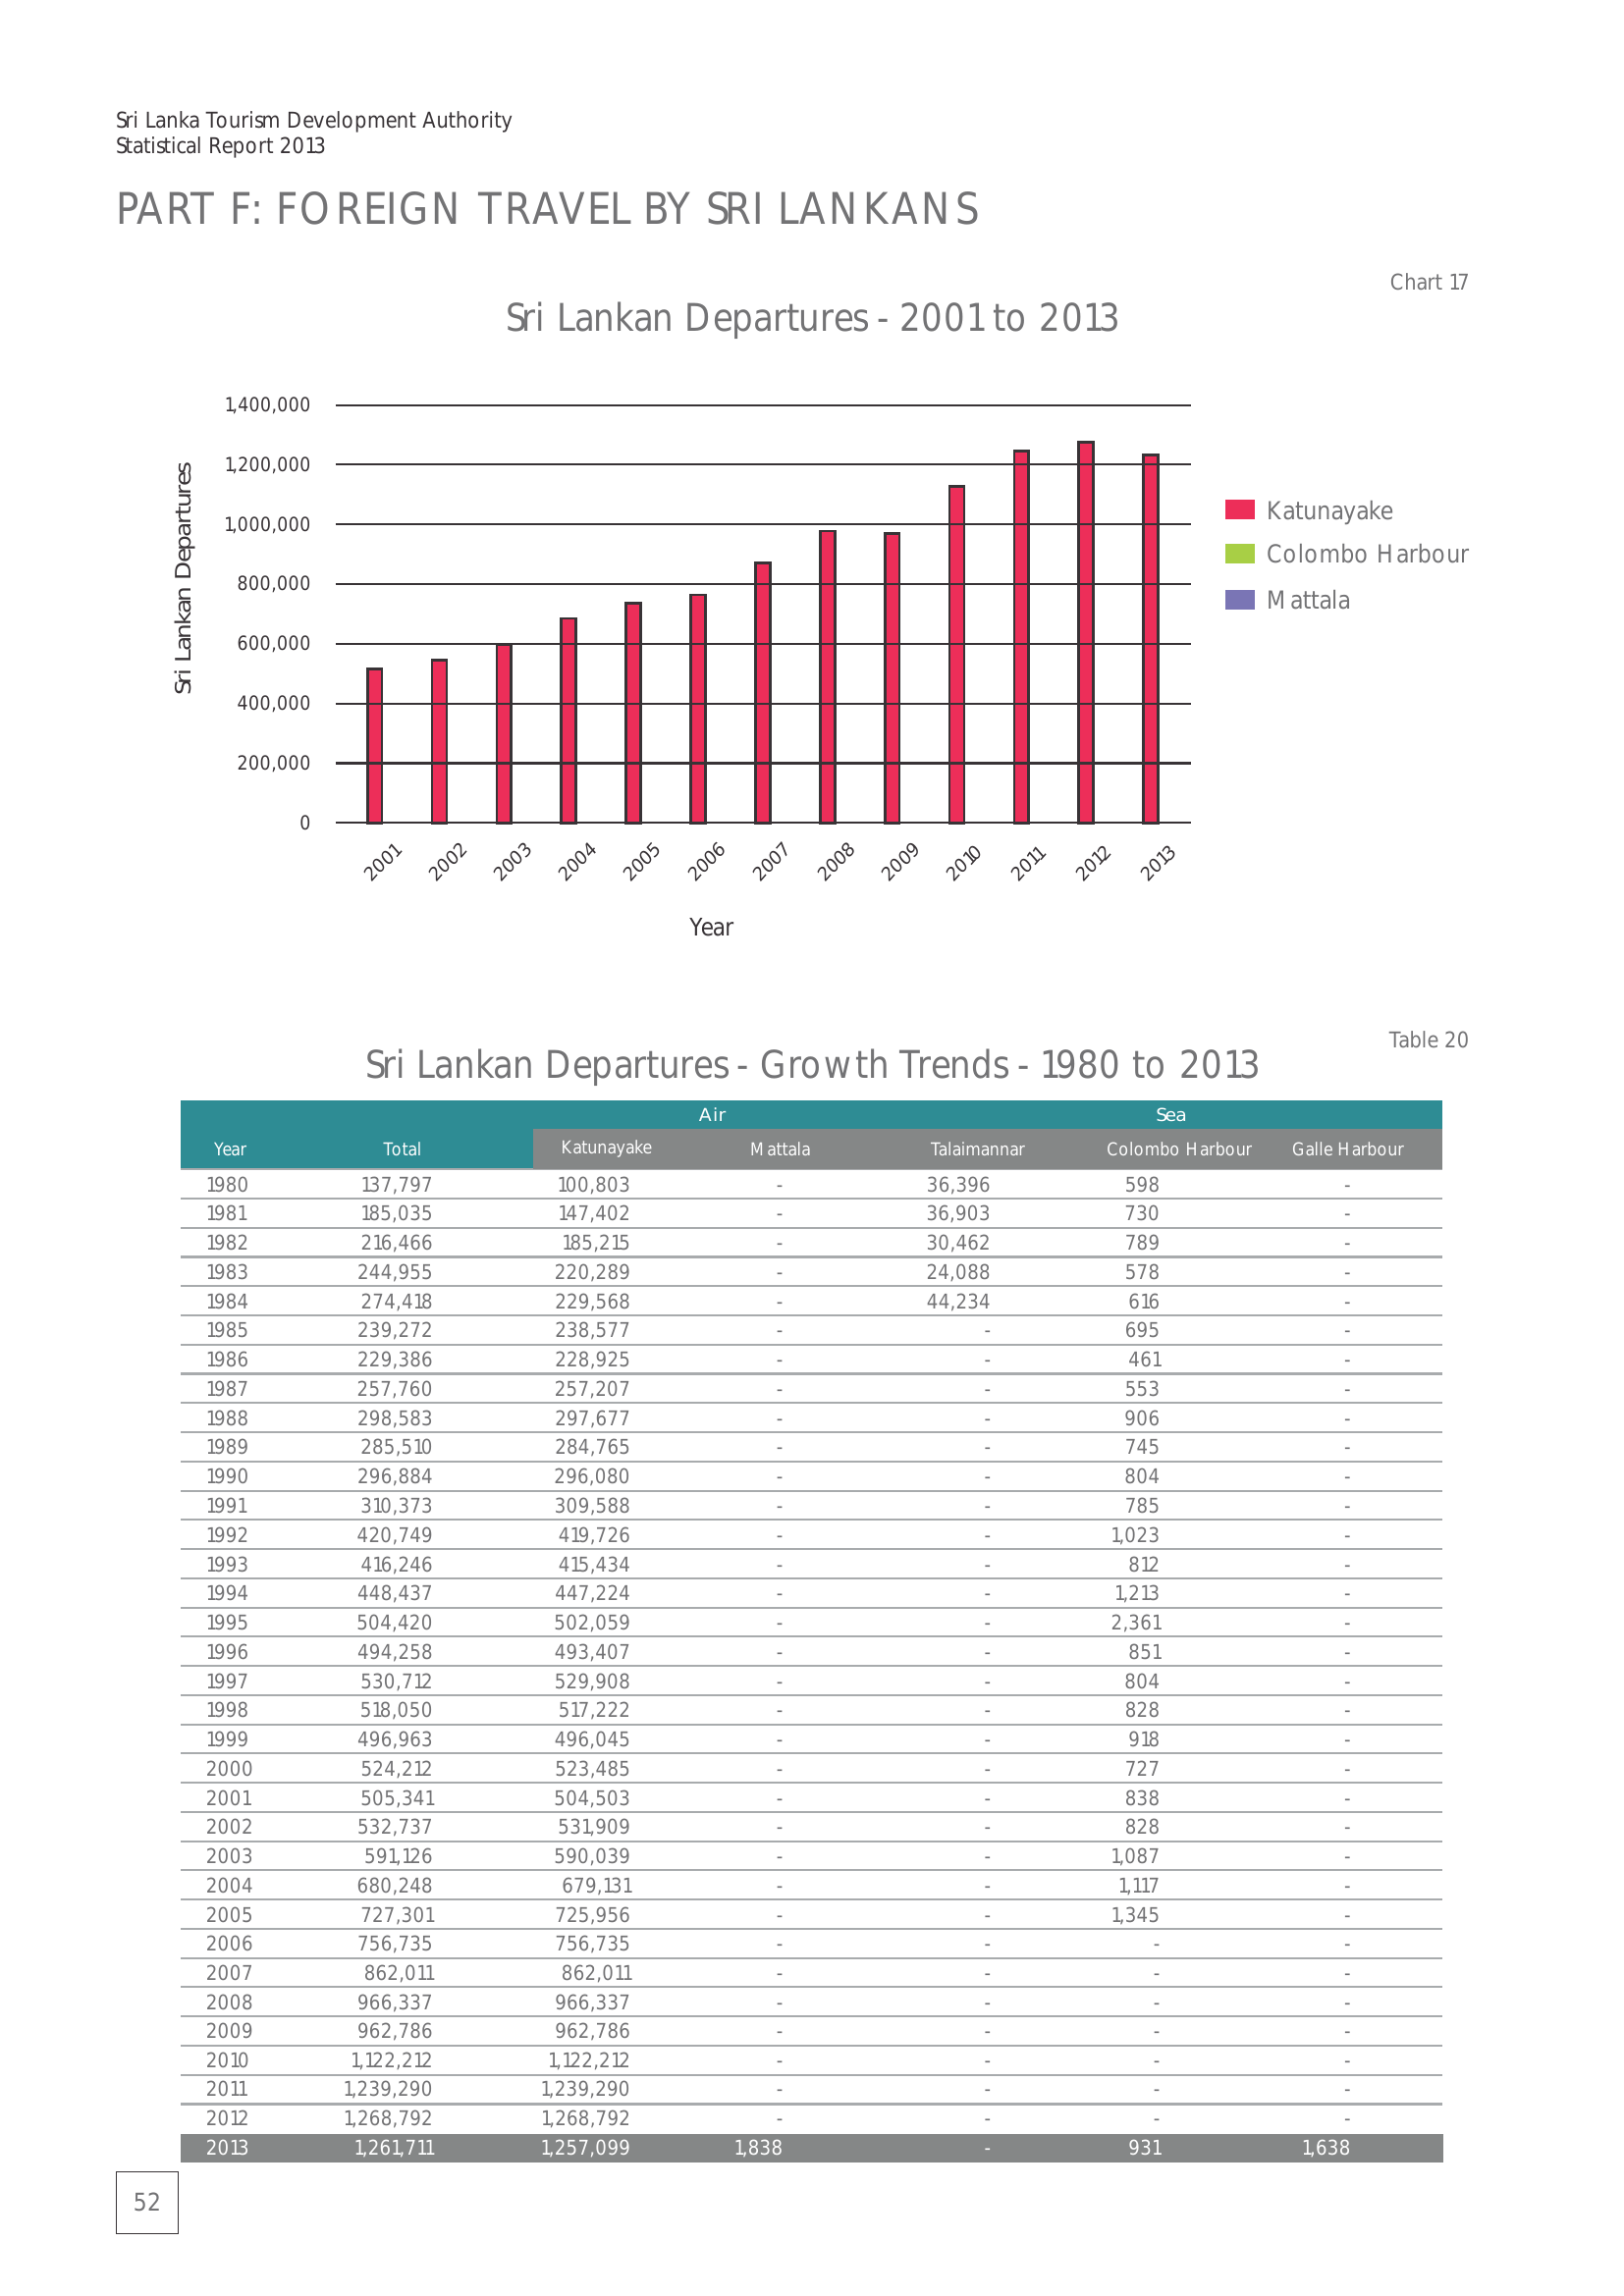 Sri Lanka Tourism Development Authority
Statistical Report 2013
PART F: FOREIGN TRAVEL BY SRI LANKANS
Chart 17
Sri Lankan Departures - 2001 to 2013
Sri Lankan Departures
1,400,000
1,200,000
1,000,000
800,000
600,000
400,000
200,000
0
Katunayake
Colombo Harbour
Mattala
2001 2002 2003 2004 2005 2006 2007 2008 2009 2010 2011 2012 2013
Year
Table 20
Sri Lankan Departures - Growth Trends - 1980 to 2013
Air Sea
Year Total Katunayake Mattala Talaimannar Colombo Harbour Galle Harbour
1980 137,797 100,803 - 36,396 598 -
1981 185,035 147,402 - 36,903 730 -
1982 216,466 185,215 - 30,462 789 -
1983 244,955 220,289 - 24,088 578 -
1984 274,418 229,568 - 44,234 616 -
1985 239,272 238,577 - - 695 -
1986 229,386 228,925 - - 461 -
1987 257,760 257,207 - - 553 -
1988 298,583 297,677 - - 906 -
1989 285,510 284,765 - - 745 -
1990 296,884 296,080 - - 804 -
1991 310,373 309,588 - - 785 -
1992 420,749 419,726 - - 1,023 -
1993 416,246 415,434 - - 812 -
1994 448,437 447,224 - - 1,213 -
1995 504,420 502,059 - - 2,361 -
1996 494,258 493,407 - - 851 -
1997 530,712 529,908 - - 804 -
1998 518,050 517,222 - - 828 -
1999 496,963 496,045 - - 918 -
2000 524,212 523,485 - - 727 -
2001 505,341 504,503 - - 838 -
2002 532,737 531,909 - - 828 -
2003 591,126 590,039 - - 1,087 -
2004 680,248 679,131 - - 1,117 -
2005 727,301 725,956 - - 1,345 -
2006 756,735 756,735 - - - -
2007 862,011 862,011 - - - -
2008 966,337 966,337 - - - -
2009 962,786 962,786 - - - -
2010 1,122,212 1,122,212 - - - -
2011 1,239,290 1,239,290 - - - -
2012 1,268,792 1,268,792 - - - -
2013 1,261,711 1,257,099 1,838 - 931 1,638
52